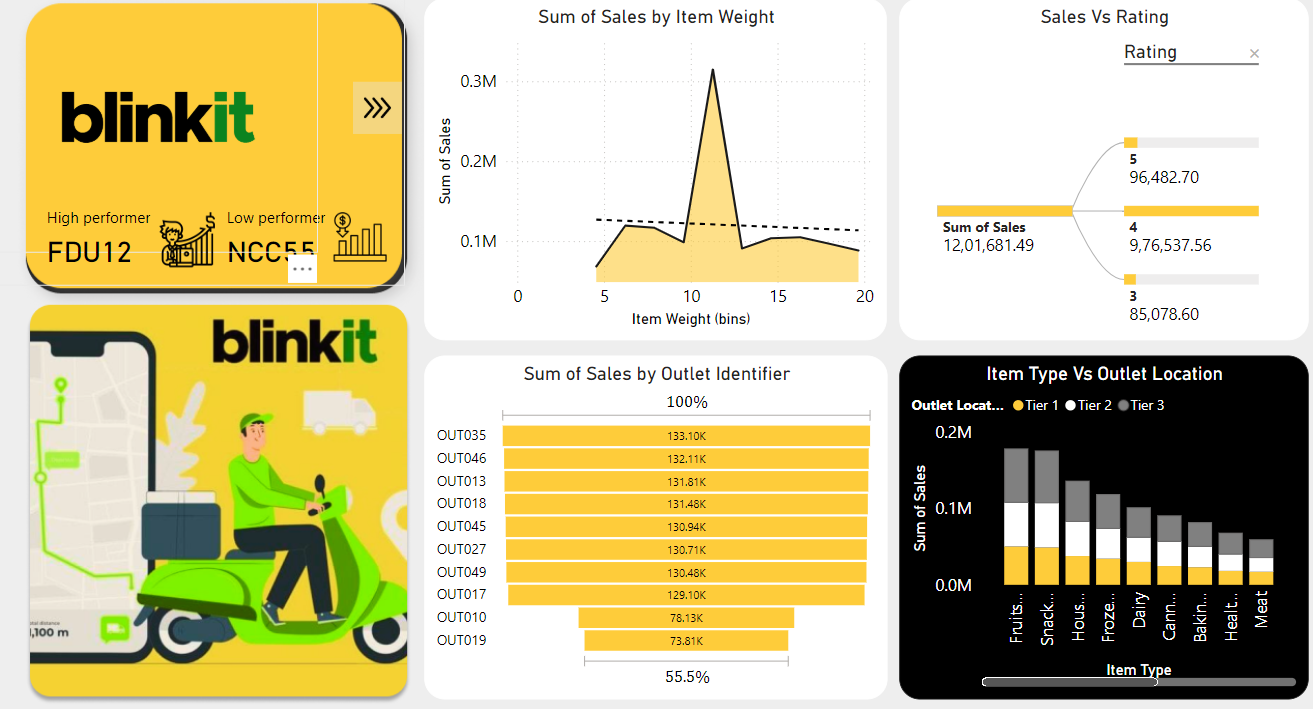 blinkit
High performer
FDU12
Low performer
NCC55
Sum of Sales by Item Weight
Sum of Sales
0.3M
0.2M
0.1M
0 5 10 15 20
Item Weight (bins)
Sales Vs Rating
Rating
Sum of Sales
12,01,681.49
5
96,482.70
4
9,76,537.56
3
85,078.60
blinkit
1,100 m
Sum of Sales by Outlet Identifier
100%
OUT035 133.10K
OUT046 132.11K
OUT013 131.81K
OUT018 131.48K
OUT045 130.94K
OUT027 130.71K
OUT049 130.48K
OUT017 129.10K
OUT010 78.13K
OUT019 73.81K
55.5%
Item Type Vs Outlet Location
Outlet Locat... Tier 1 Tier 2 Tier 3
Sum of Sales
0.2M
0.1M
0.0M
Fruits... Snack... Hous... Froze... Dairy Cann... Bakin... Healt... Meat
Item Type